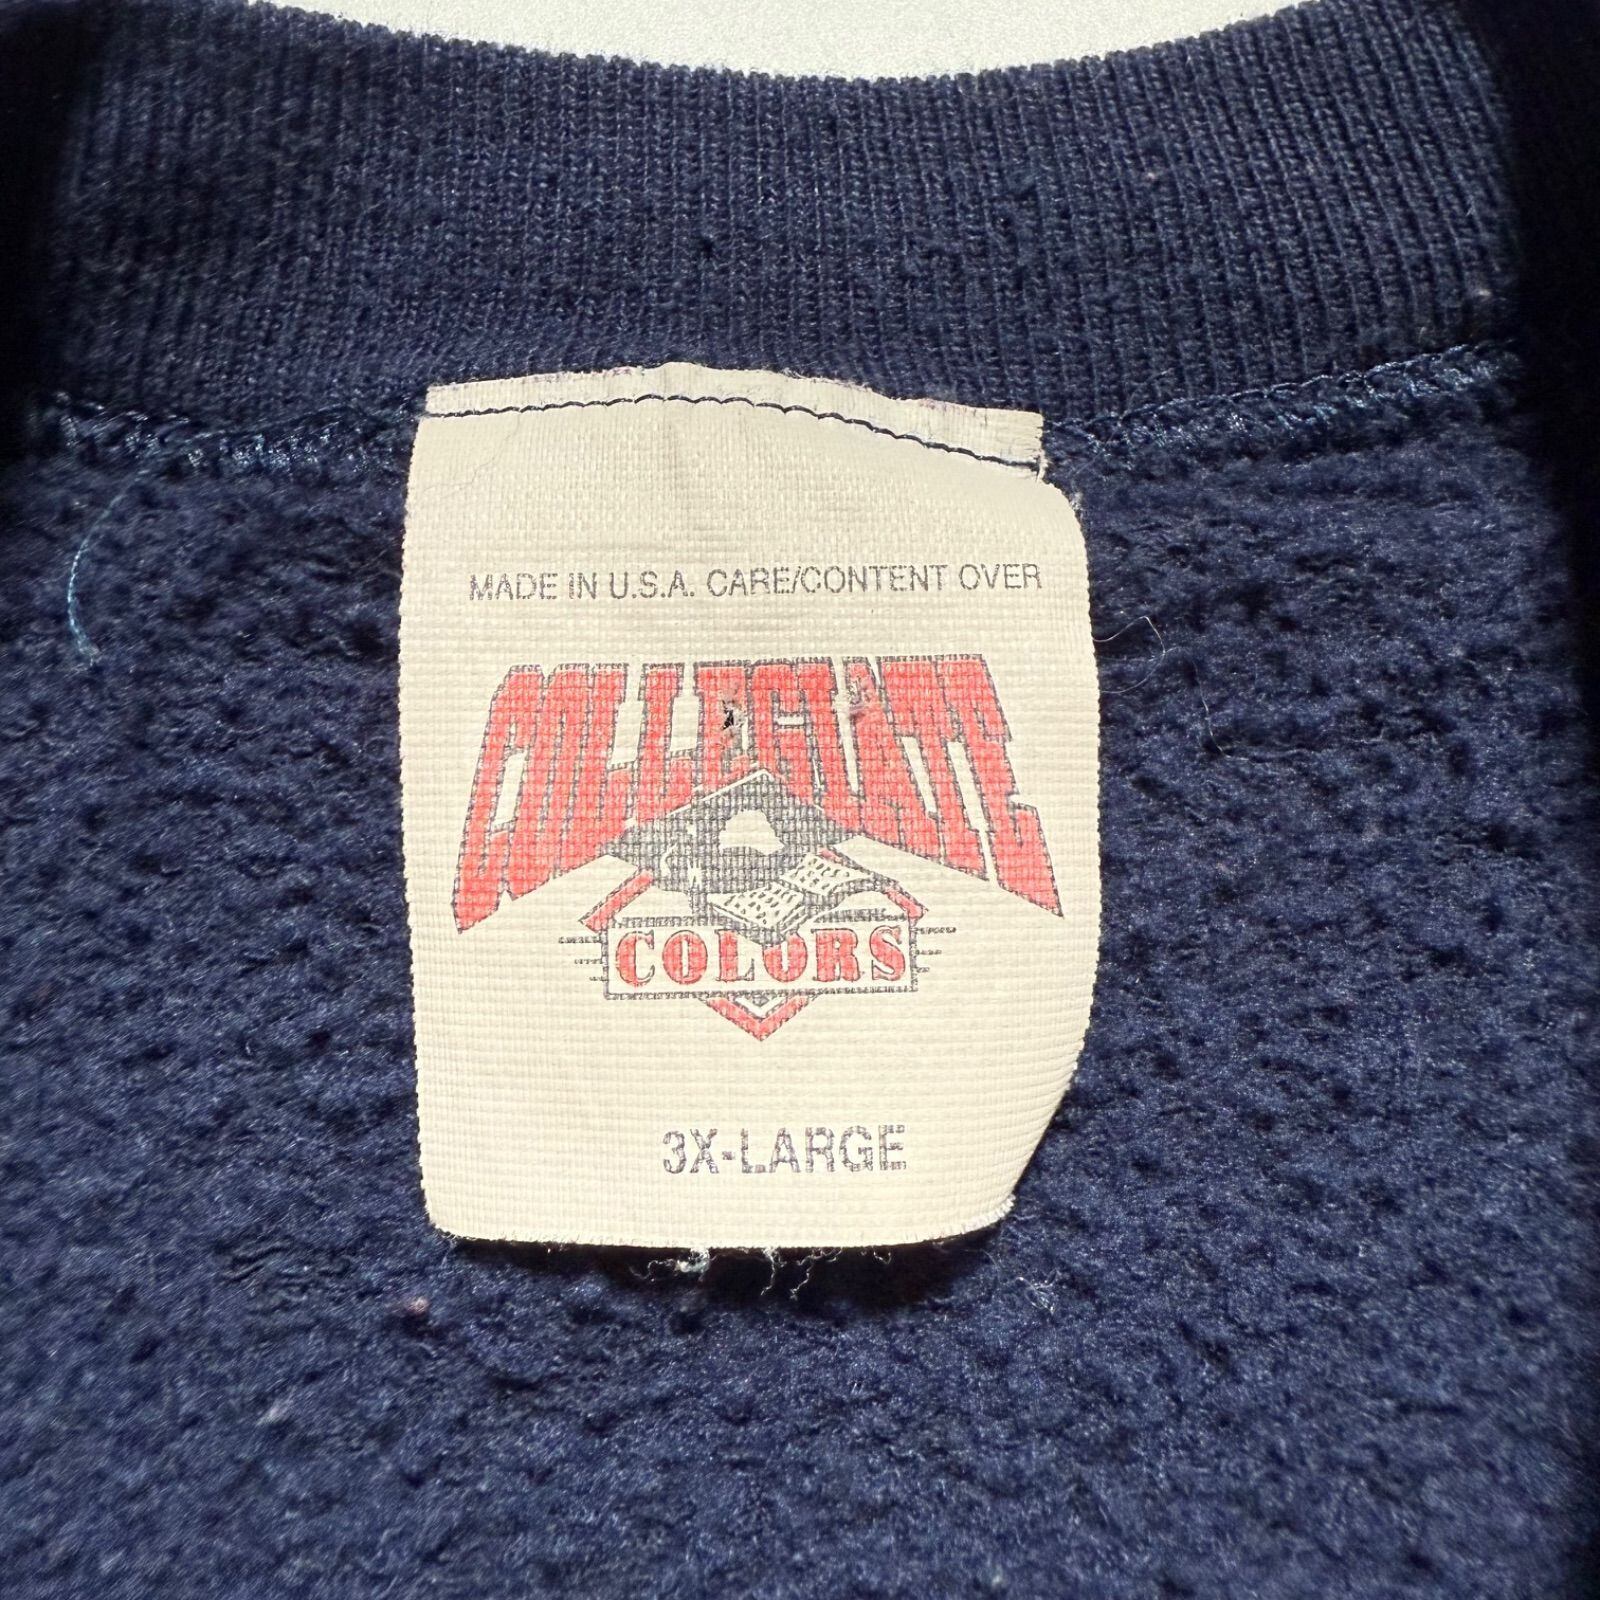 MADE IN U.S.A. CARE/CONTENT OVER
COLLEGIATE
COLORS
3X-LARGE